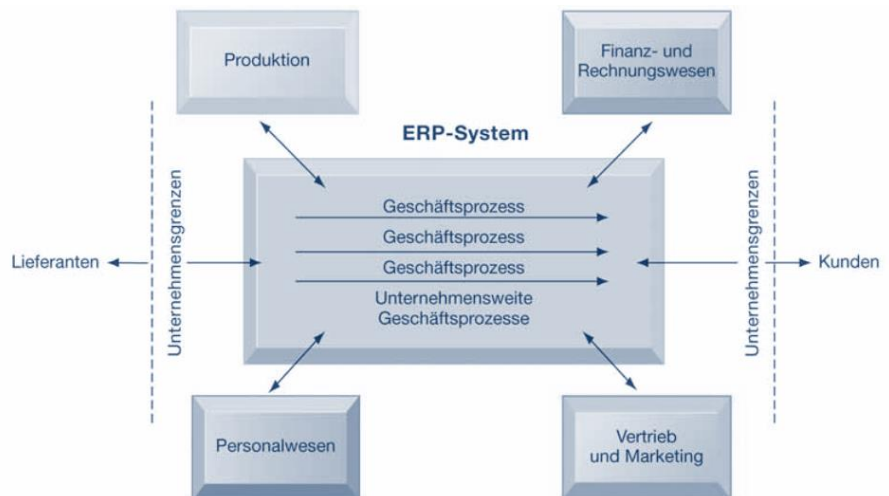 Produktion
Finanz- und
Rechnungswesen
ERP-System
Geschäftsprozess
Geschäftsprozess
Geschäftsprozess
Unternehmensweite
Geschäftsprozesse
Lieferanten
Unternehmensgrenzen
Unternehmensgrenzen
Kunden
Personalwesen
Vertrieb
und Marketing